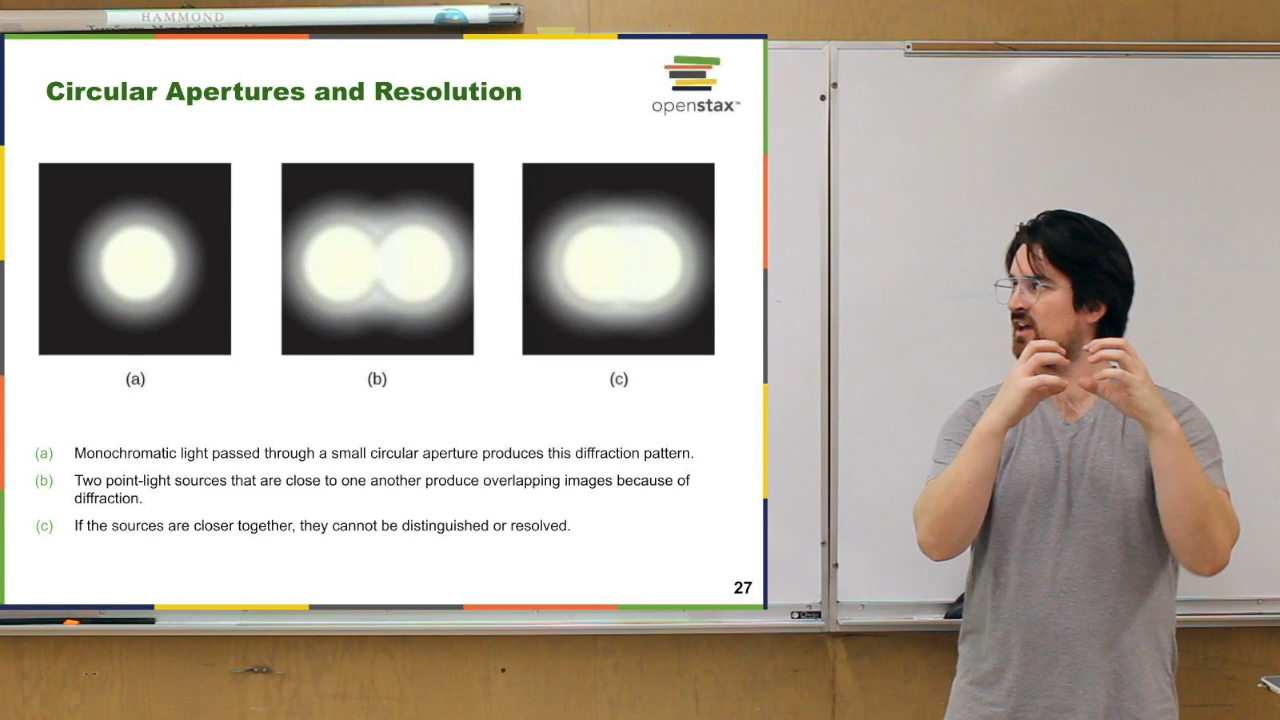 HAMMOND
Circular Apertures and Resolution
openstax™
(a)
(b)
(c)
(a) Monochromatic light passed through a small circular aperture produces this diffraction pattern.
(b) Two point-light sources that are close to one another produce overlapping images because of
diffraction.
(c) If the sources are closer together, they cannot be distinguished or resolved.
27